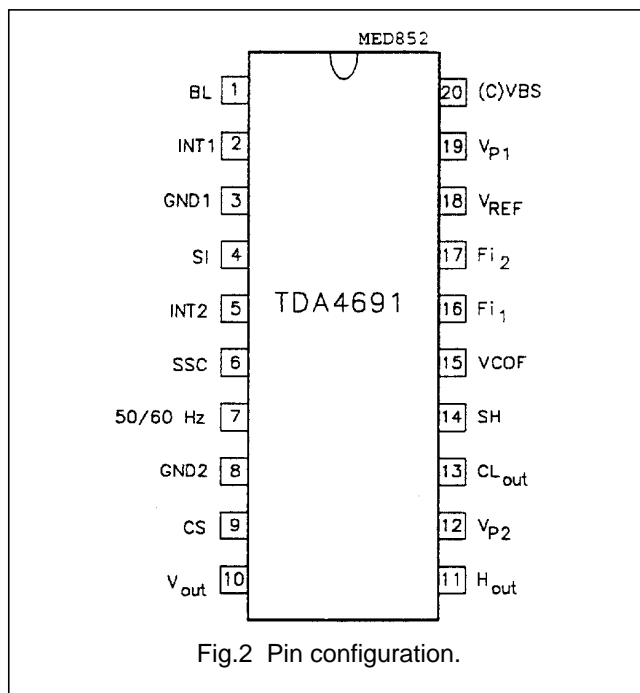 MED852
BL 1
INT1 2
GND1 3
SI 4
INT2 5
SSC 6
50/60 Hz 7
GND2 8
CS 9
Vout 10
TDA4691
20 (C)VBS
19 VP1
18 VREF
17 Fi2
16 Fi1
15 VCOF
14 SH
13 CLout
12 VP2
11 Hout
Fig.2 Pin configuration.